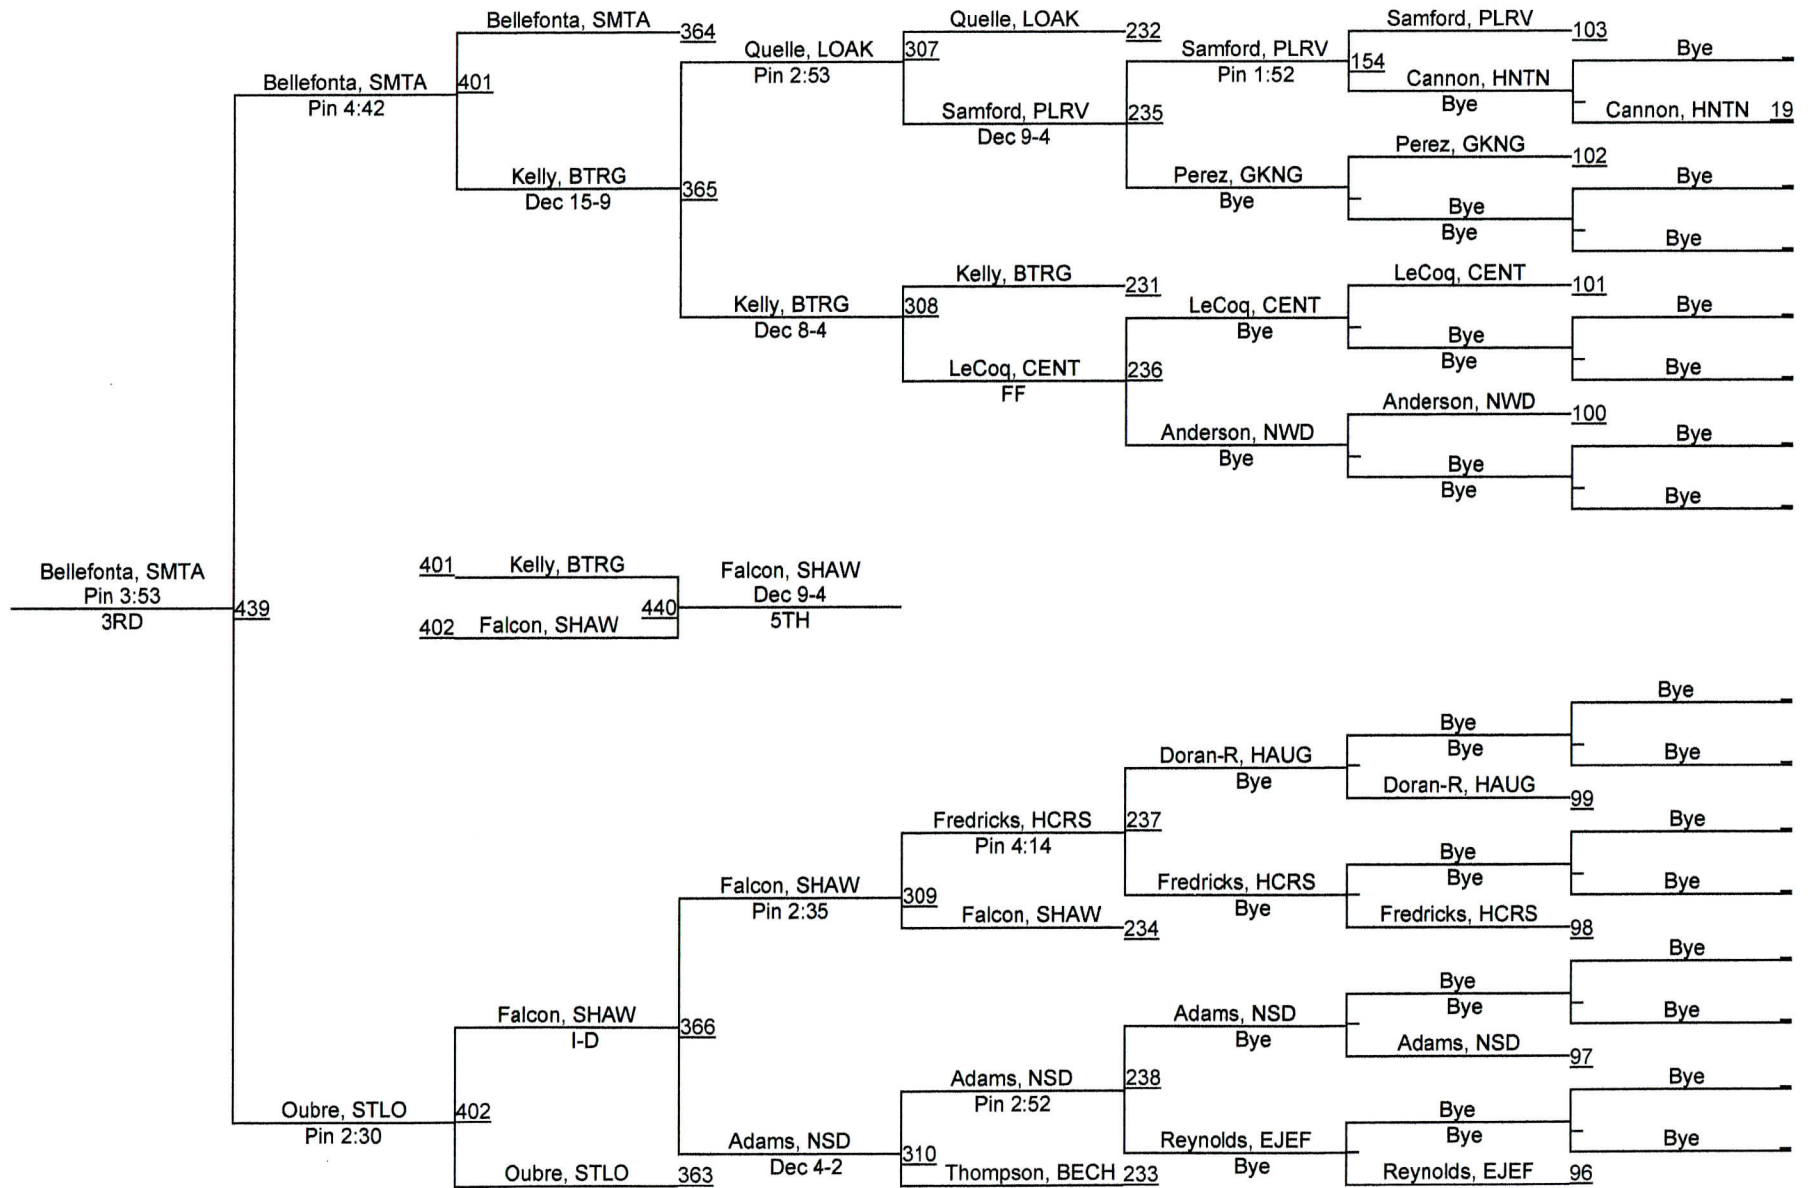 Bellefonta, SMTA
364
Quelle, LOAK
232
Samford, PLRV
103
Quelle, LOAK
307
Pin 2:53
Samford, PLRV
154
Pin 1:52
Bye
Bellefonta, SMTA
401
Pin 4:42
Cannon, HNTN
Bye
Samford, PLRV
235
Dec 9-4
Cannon, HNTN 19
Perez, GKNG
102
Kelly, BTRG
365
Dec 15-9
Perez, GKNG
Bye
Bye
Bye
Bye
Bye
Kelly, BTRG
231
LeCoq, CENT
101
Kelly, BTRG
308
Dec 8-4
LeCoq, CENT
Bye
Bye
Bye
Bye
LeCoq, CENT
236
FF
Bye
Anderson, NWD
100
Anderson, NWD
Bye
Bye
Bye
Bye
Bye
Bellefonta, SMTA
Pin 3:53
439
3RD
401 Kelly, BTRG
Falcon, SHAW
Dec 9-4
440
5TH
402 Falcon, SHAW
Bye
Bye
Bye
Doran-R, HAUG
Bye
Bye
Doran-R, HAUG
99
Fredricks, HCRS
237
Pin 4:14
Bye
Bye
Bye
Falcon, SHAW
309
Pin 2:35
Fredricks, HCRS
Bye
Bye
Falcon, SHAW
234
Fredricks, HCRS
98
Bye
Bye
Bye
Falcon, SHAW
366
I-D
Adams, NSD
Bye
Bye
Adams, NSD
97
Adams, NSD
238
Pin 2:52
Bye
Oubre, STLO
402
Pin 2:30
Bye
Bye
Adams, NSD
310
Dec 4-2
Reynolds, EJEF
Bye
Bye
Oubre, STLO
363
Thompson, BECH 233
Reynolds, EJEF
96